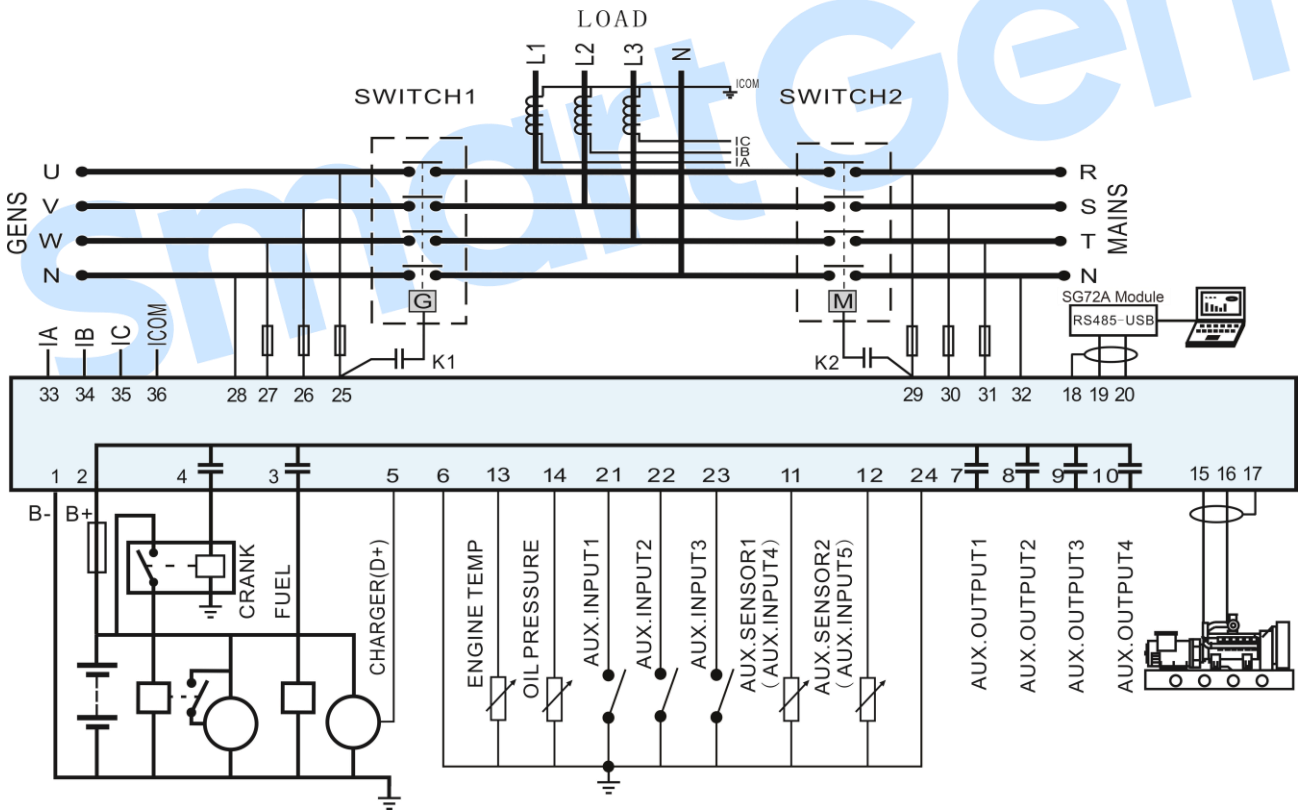 LOAD
L1
L2
L3
N
ICOM
SWITCH1
SWITCH2
IC
IB
IA
SmartGen
GENS
U
V
W
N
R
S
T
N
MAINS
G
M
K1
K2
SG72A Module
RS485-USB
IA
IB
IC
ICOM
33 34 35 36 28 27 26 25 29 30 31 32 18 19 20
1 2 4 3 5 6 13 14 21 22 23 11 12 24 7 8 9 10 15 16 17
B- B+
CRANK
FUEL
CHARGER(D+)
ENGINE TEMP
OIL PRESSURE
AUX.INPUT1
AUX.INPUT2
AUX.INPUT3
AUX.SENSOR1
(AUX.INPUT4)
AUX.SENSOR2
(AUX.INPUT5)
AUX.OUTPUT1
AUX.OUTPUT2
AUX.OUTPUT3
AUX.OUTPUT4